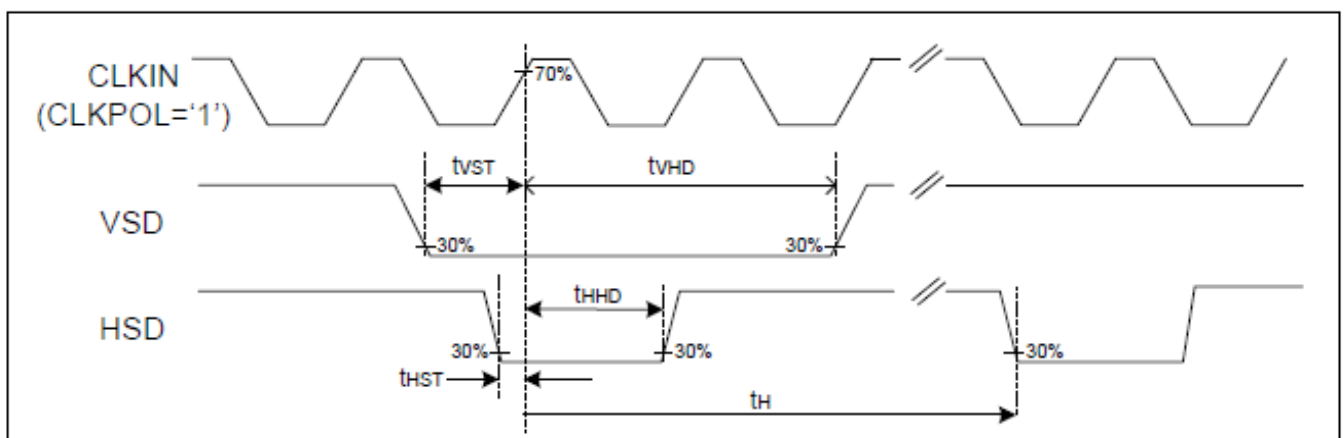 CLKIN
(CLKPOL=‘1’)
70%
tVST
tVHD
VSD
30%
30%
tHHD
HSD
30%
30%
30%
tHST
tH